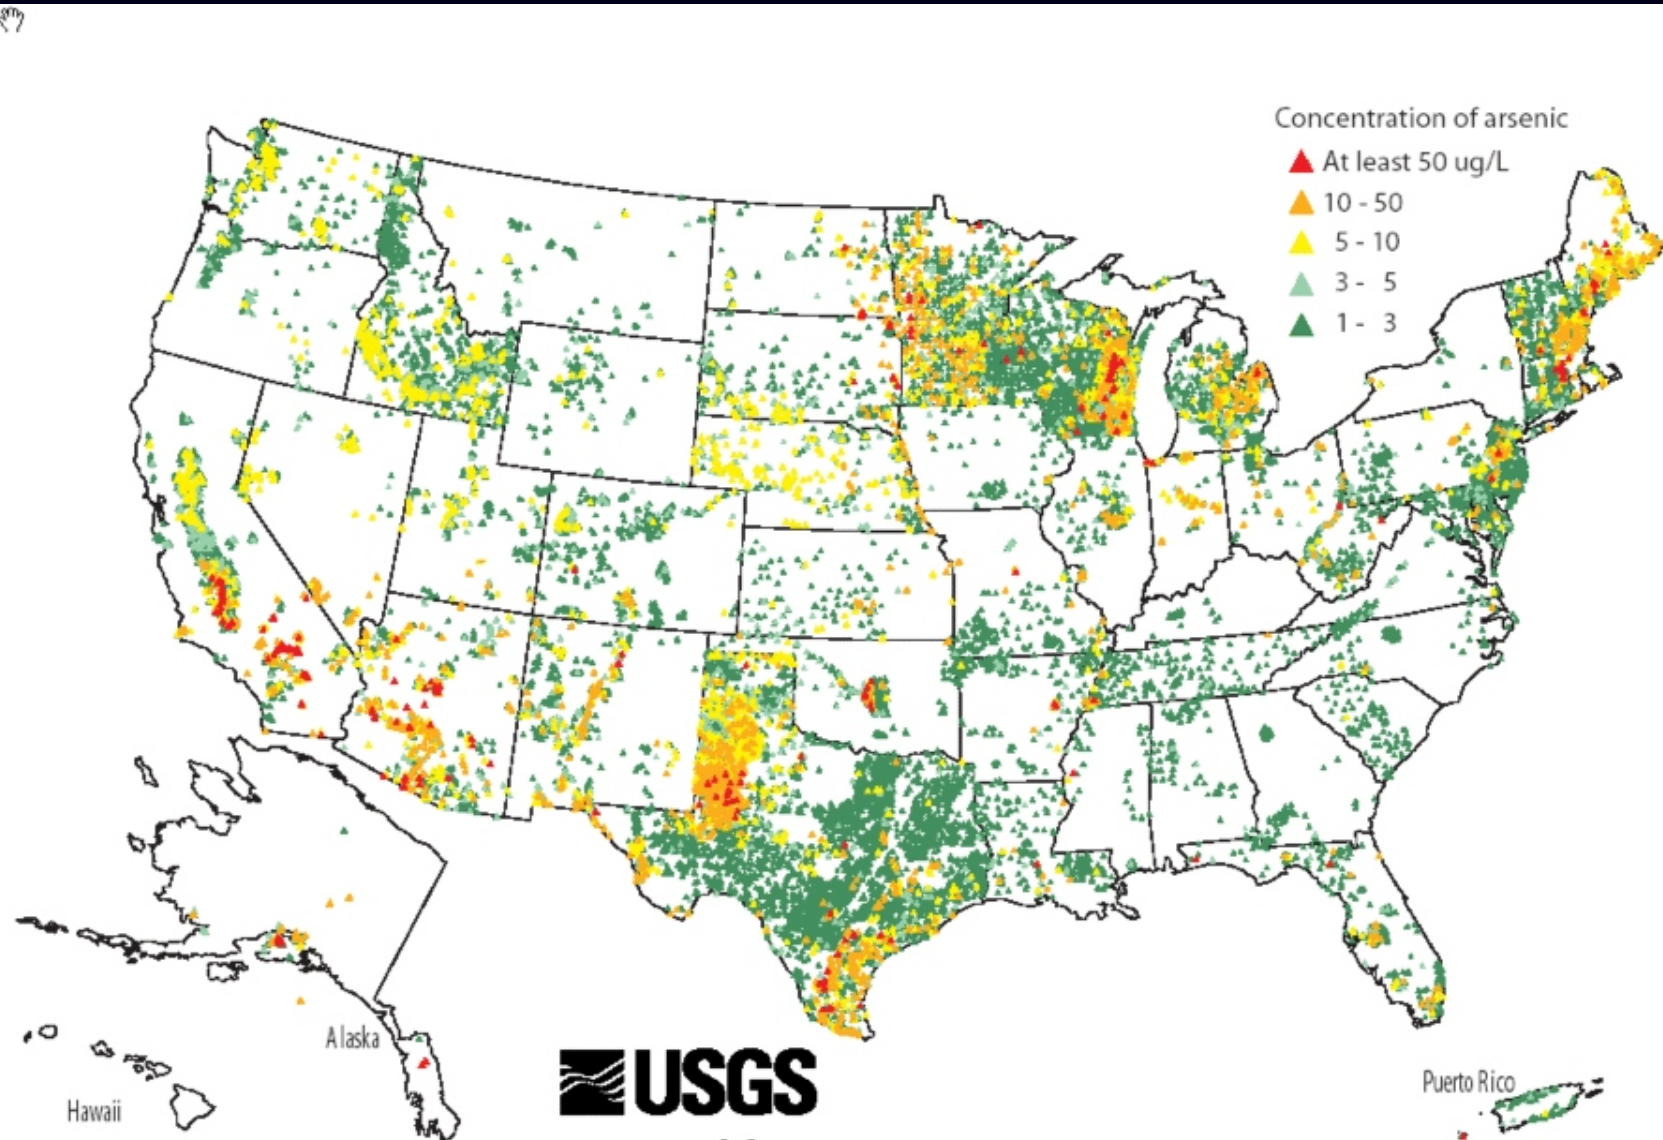 Concentration of arsenic
At least 50 ug/L
10 - 50
5 - 10
3 - 5
1 - 3
Alaska
Hawaii
USGS
Puerto Rico